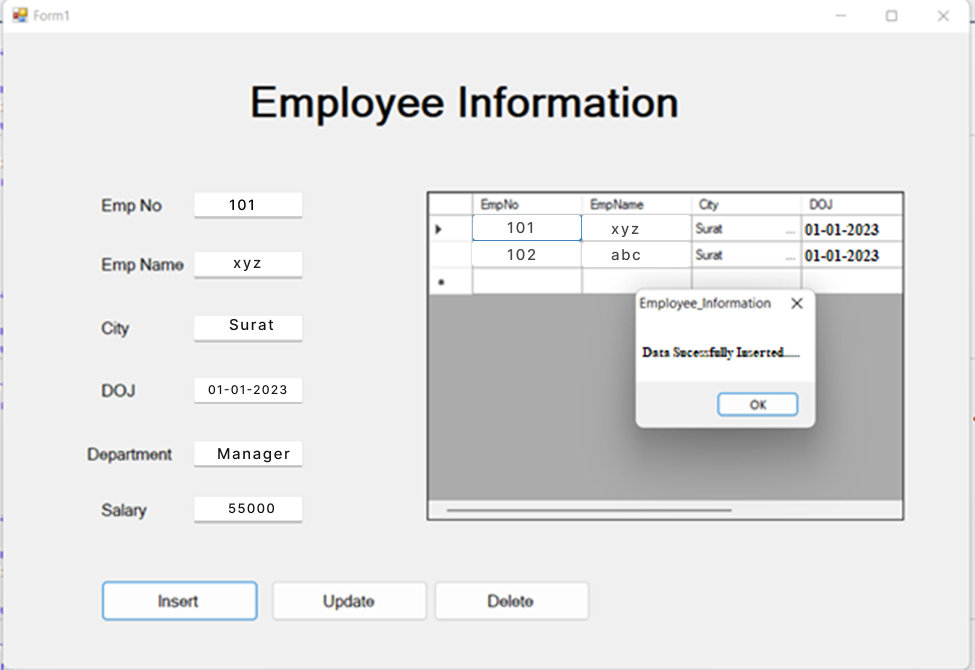 Form1
Employee Information
Emp No 101
Emp Name xyz
City Surat
DOJ 01-01-2023
Department Manager
Salary 55000
EmpNo EmpName City DOJ
101 xyz Surat ... 01-01-2023
102 abc Surat ... 01-01-2023
Employee_Information
Data Sucessfully Inserted.....
OK
Insert Update Delete